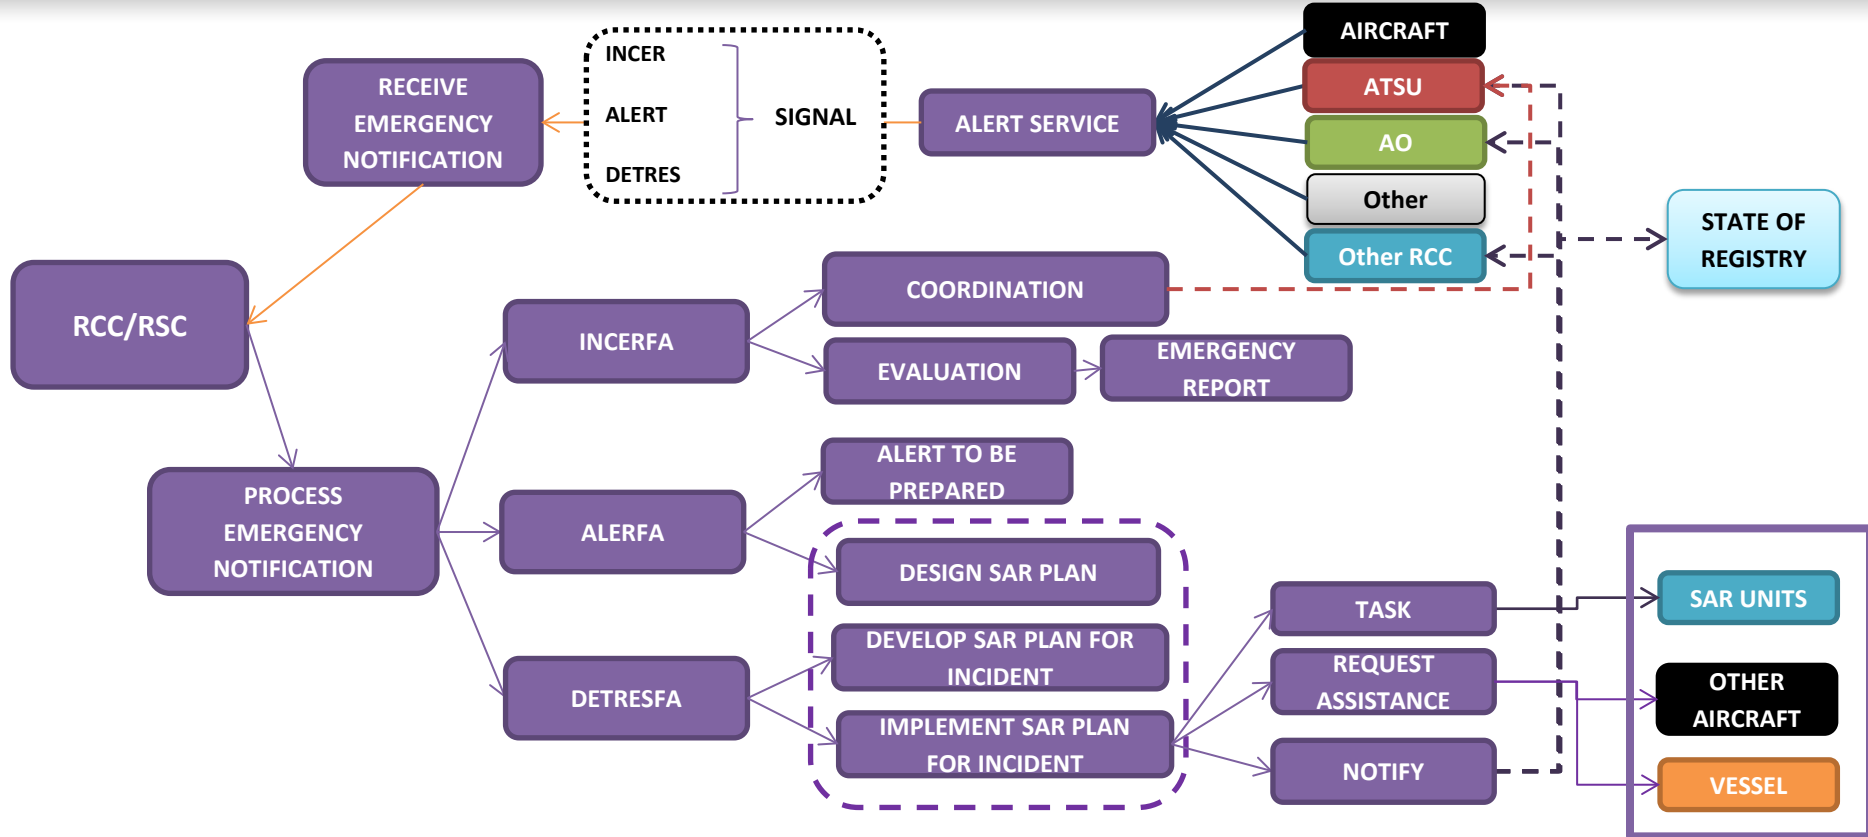 AIRCRAFT
INCER
RECEIVE
EMERGENCY
NOTIFICATION
ATSU
ALERT
SIGNAL
ALERT SERVICE
AO
DETRES
Other
STATE OF
REGISTRY
Other RCC
COORDINATION
RCC/RSC
INCERFA
EVALUATION
EMERGENCY
REPORT
ALERT TO BE
PREPARED
PROCESS
EMERGENCY
NOTIFICATION
ALERFA
DESIGN SAR PLAN
TASK
SAR UNITS
DEVELOP SAR PLAN FOR
INCIDENT
REQUEST
ASSISTANCE
DETRESFA
OTHER
AIRCRAFT
IMPLEMENT SAR PLAN
FOR INCIDENT
NOTIFY
VESSEL